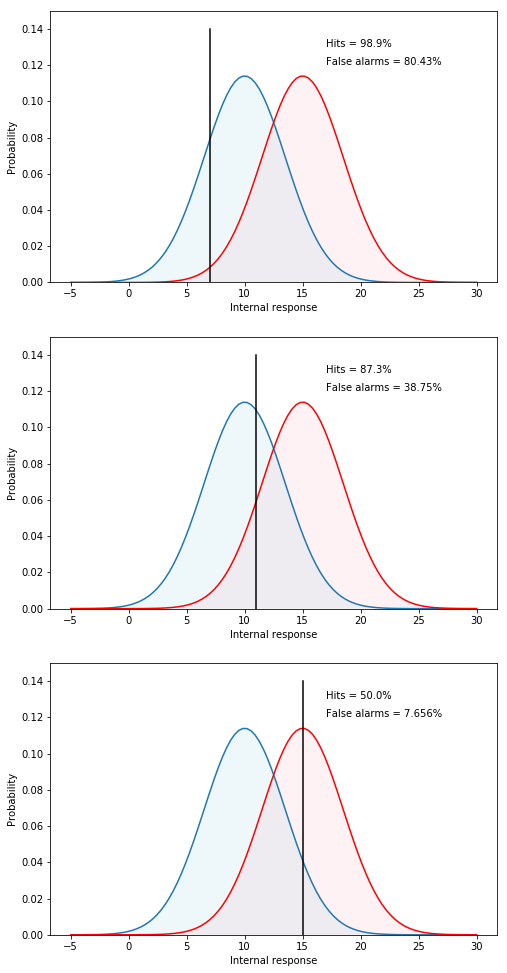 0.14
Hits = 98.9%
0.12
False alarms = 80.43%
0.10
0.08
Probability
0.06
0.04
0.02
0.00
−5 0 5 10 15 20 25 30
Internal response
0.14
Hits = 87.3%
0.12
False alarms = 38.75%
0.10
0.08
Probability
0.06
0.04
0.02
0.00
−5 0 5 10 15 20 25 30
Internal response
0.14
Hits = 50.0%
0.12
False alarms = 7.656%
0.10
0.08
Probability
0.06
0.04
0.02
0.00
−5 0 5 10 15 20 25 30
Internal response